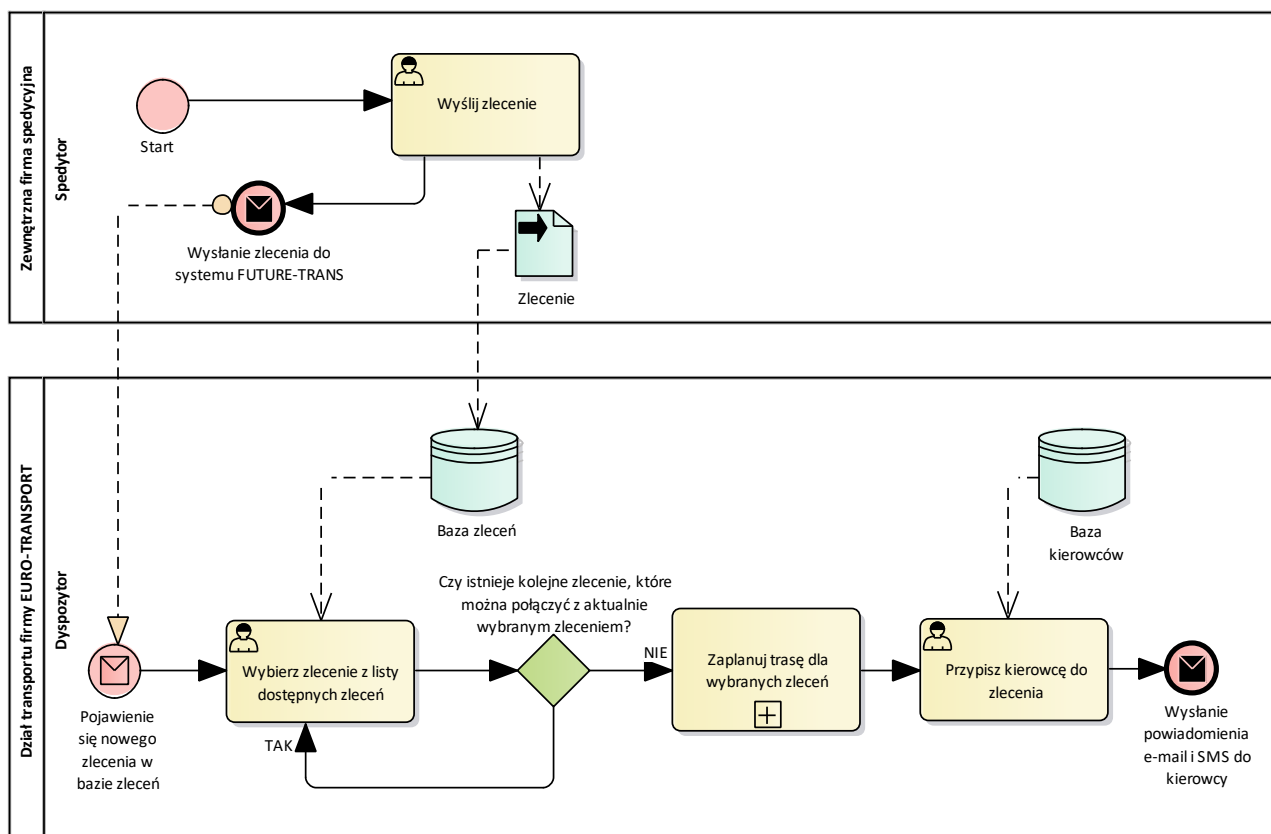 Zewnętrzna firma spedycyjna
Spedytor
Start
Wyślij zlecenie
Wysłanie zlecenia do
systemu FUTURE-TRANS
Zlecenie
Dział transportu firmy EURO-TRANSPORT
Dyspozytor
Baza zleceń
Baza
kierowców
Czy istnieje kolejne zlecenie, które
można połączyć z aktualnie
wybranym zleceniem?
Pojawienie
się nowego
zlecenia w
bazie zleceń
Wybierz zlecenie z listy
dostępnych zleceń
TAK
NIE
Zaplanuj trasę dla
wybranych zleceń
Przypisz kierowcę do
zlecenia
Wysłanie
powiadomienia
e-mail i SMS do
kierowcy